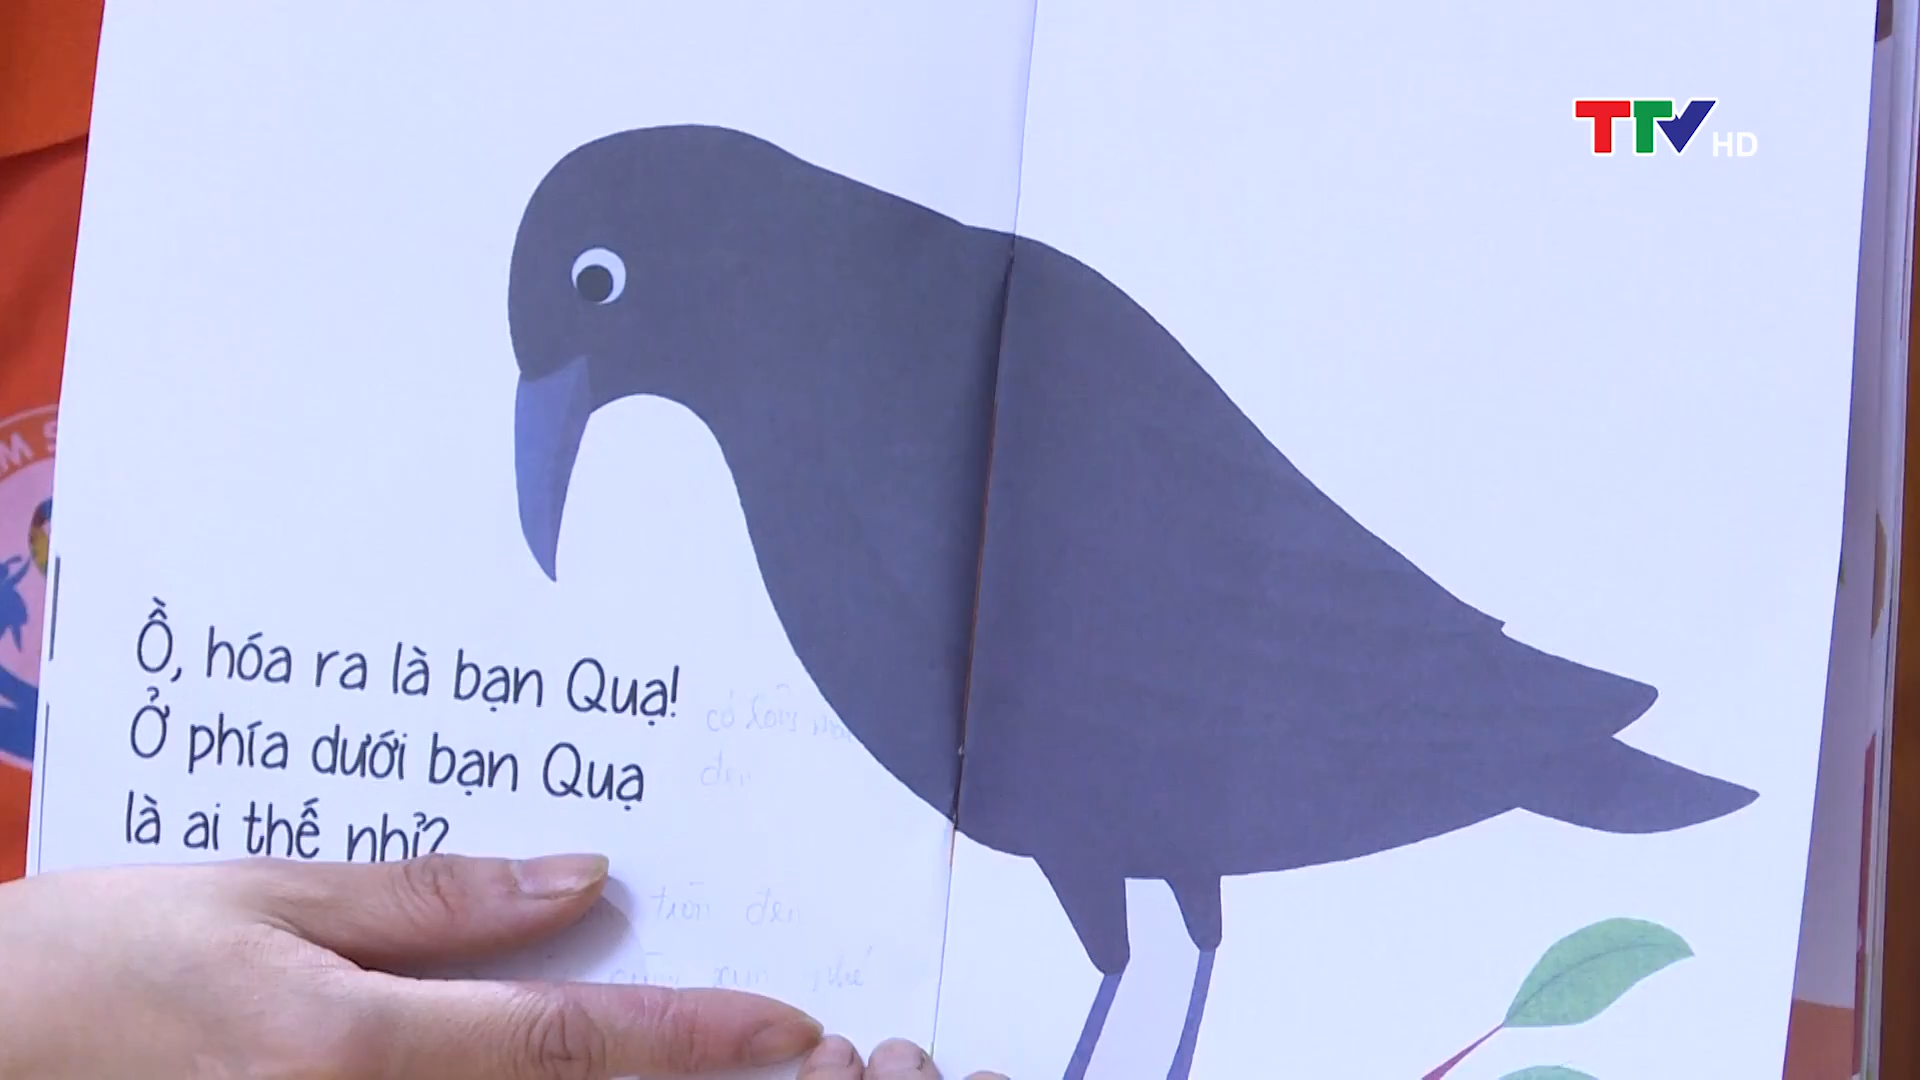 TTV HD
Ồ, hóa ra là bạn Quạ!
Ở phía dưới bạn Quạ
là ai thế nhỉ?